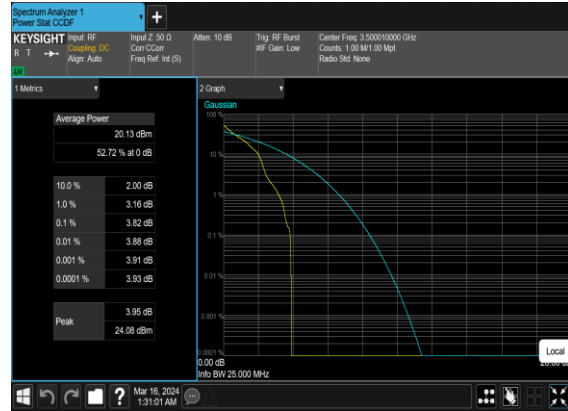 Spectrum Analyzer 1
Power Stat CCDF
KEYSIGHT
R T
LM
Input: RF
Coupling: DC
Align: Auto
Input Z: 50 Ω
Corr CCorr
Freq Ref: Int (S)
Atten: 10 dB
Trig: RF Burst
#IF Gain: Low
Center Freq: 3.500010000 GHz
Counts: 1.00 M/1.00 Mpt
Radio Std: None
1 Metrics
Average Power
20.13 dBm
52.72 % at 0 dB
10.0 % 2.00 dB
1.0 % 3.16 dB
0.1 % 3.82 dB
0.01 % 3.88 dB
0.001 % 3.91 dB
0.0001 % 3.93 dB
Peak
3.95 dB
24.08 dBm
2 Graph
Gaussian
100 %
10 %
1 %
0.1 %
0.01 %
0.001 %
0.0001 %
0.00 dB
Info BW 25.000 MHz
Local
?
Mar 16, 2024
1:31:01 AM